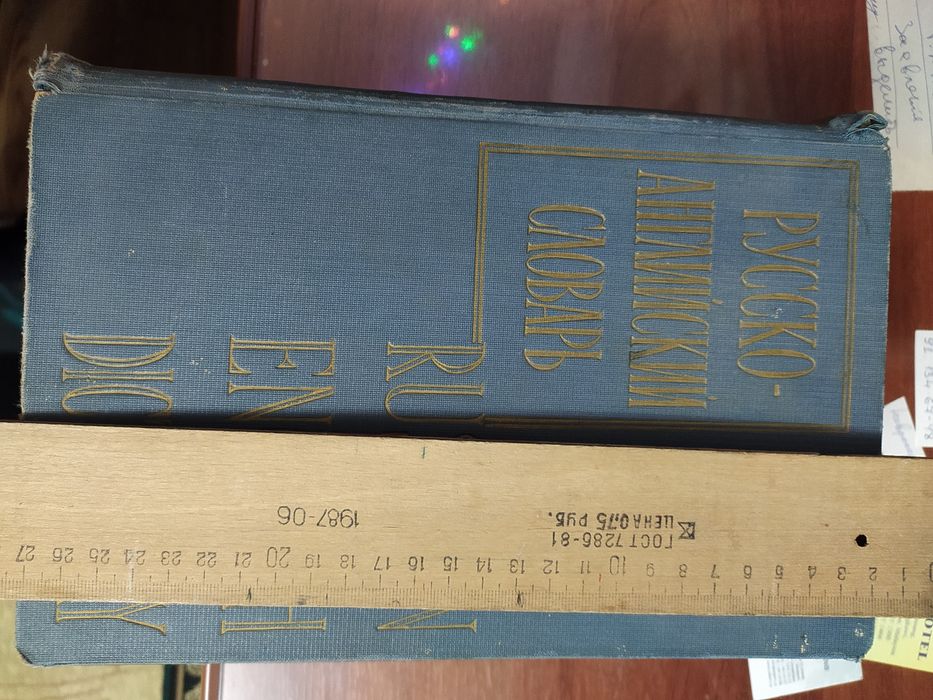 РУССКО-
АНГЛИЙСКИЙ
СЛОВАРЬ
RU
N
EN
H
DIC
Y
1987-06
ГОСТ 7286-81
ЦЕНА 0,75 РУБ.
1 2 3 4 5 6 7 8 9 10 11 12 13 14 15 16 17 18 19 20 21 22 23 24 25 26 27
Заявления
OTEL